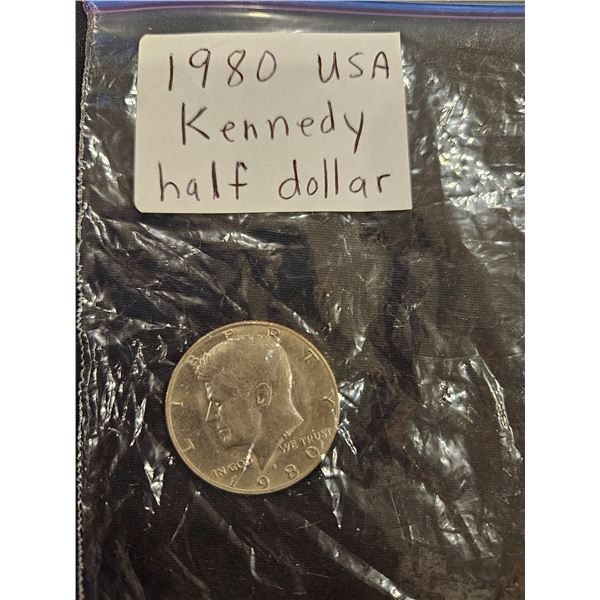 1980 USA
Kennedy
half dollar
LIBERTY
IN GOD WE TRUST
1980